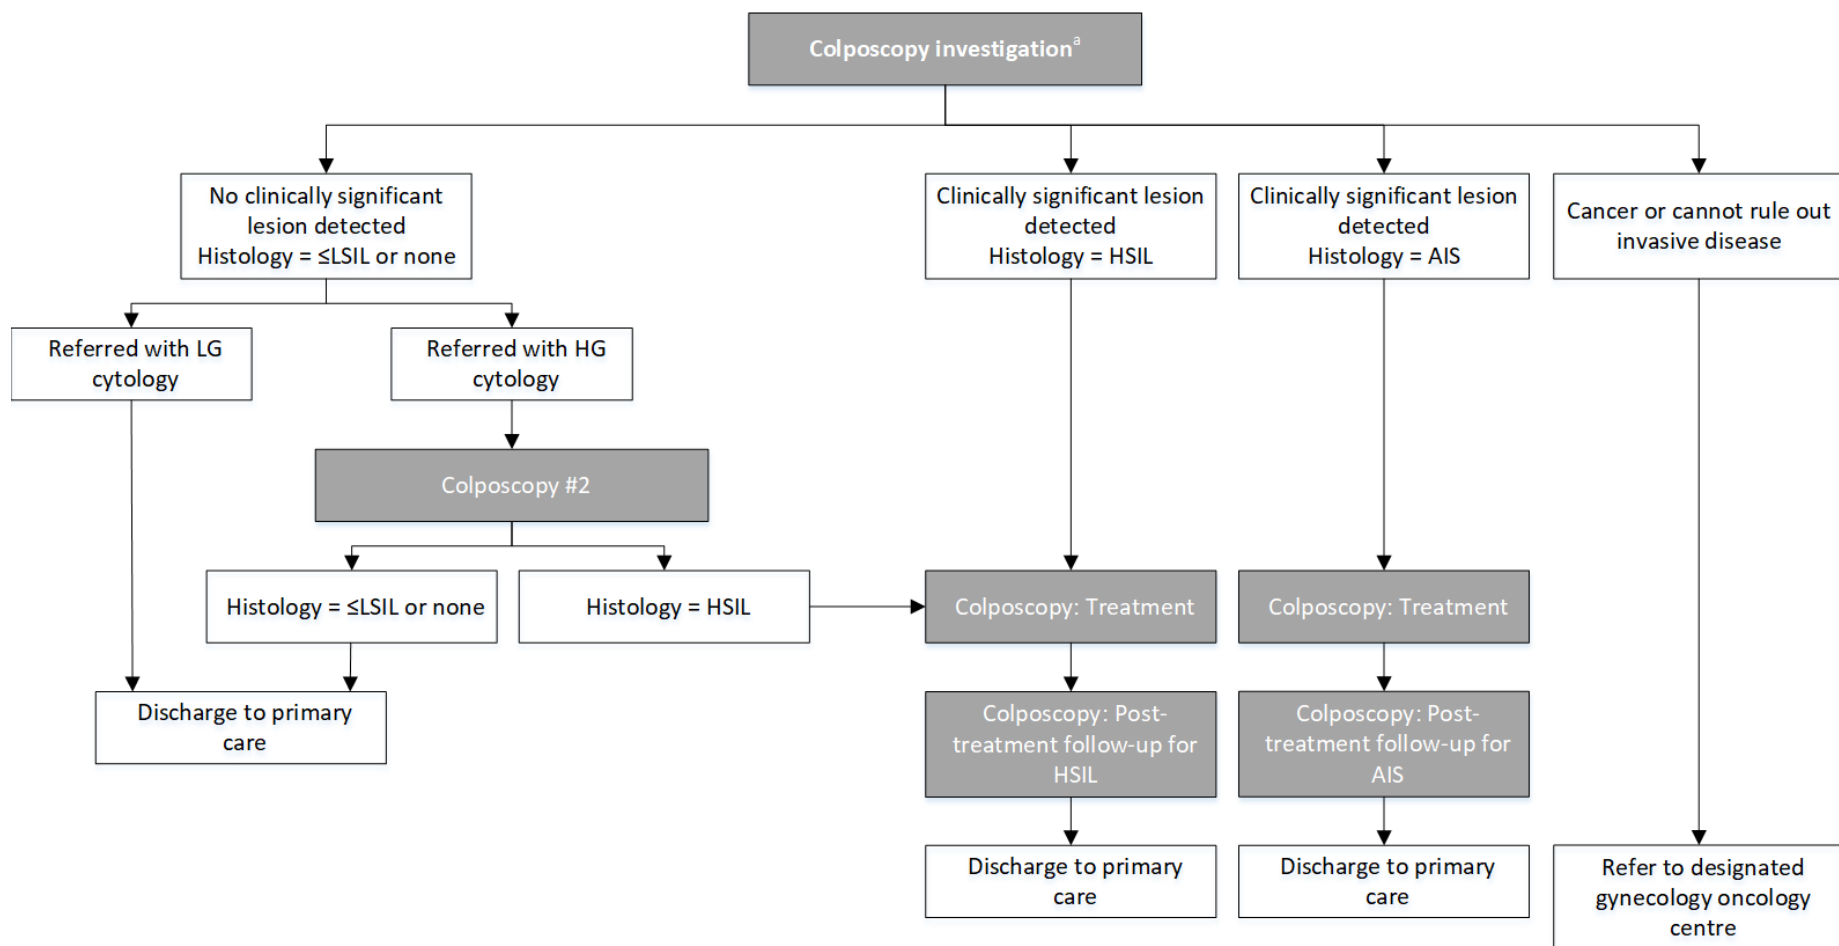 Colposcopy investigationᵃ
No clinically significant
lesion detected
Histology = ≤LSIL or none
Clinically significant lesion
detected
Histology = HSIL
Clinically significant lesion
detected
Histology = AIS
Cancer or cannot rule out
invasive disease
Referred with LG
cytology
Referred with HG
cytology
Colposcopy #2
Histology = ≤LSIL or none
Histology = HSIL
Colposcopy: Treatment
Colposcopy: Treatment
Discharge to primary
care
Colposcopy: Post-
treatment follow-up for
HSIL
Colposcopy: Post-
treatment follow-up for
AIS
Discharge to primary
care
Discharge to primary
care
Refer to designated
gynecology oncology
centre